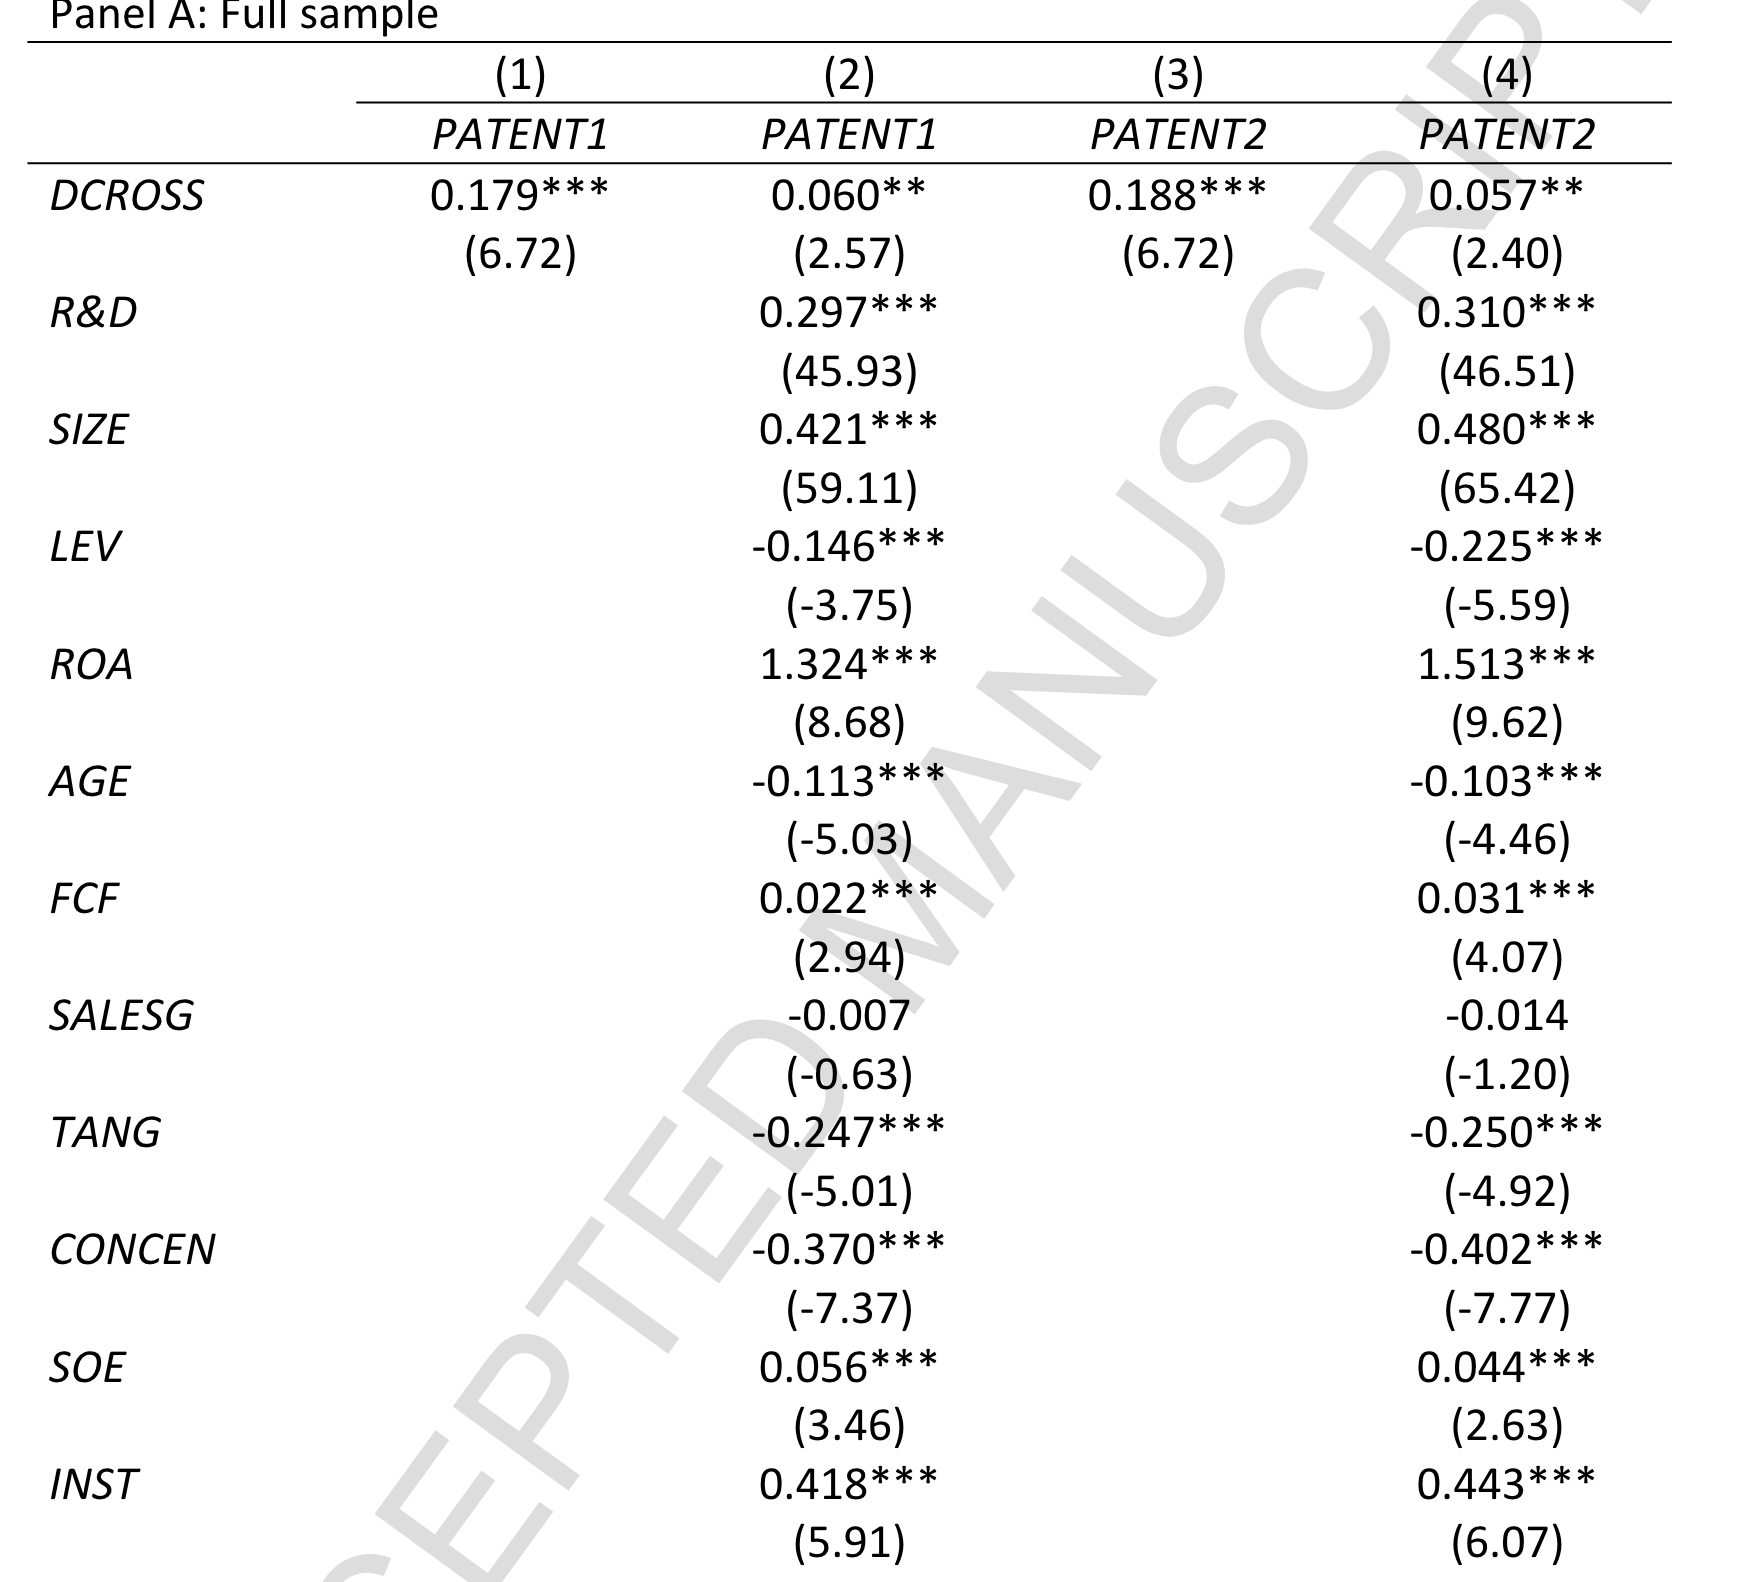 Panel A: Full sample
(1) (2) (3) (4)
PATENT1 PATENT1 PATENT2 PATENT2
DCROSS 0.179*** 0.060** 0.188*** 0.057**
(6.72) (2.57) (6.72) (2.40)
R&D 0.297*** 0.310***
(45.93) (46.51)
SIZE 0.421*** 0.480***
(59.11) (65.42)
LEV -0.146*** -0.225***
(-3.75) (-5.59)
ROA 1.324*** 1.513***
(8.68) (9.62)
AGE -0.113*** -0.103***
(-5.03) (-4.46)
FCF 0.022*** 0.031***
(2.94) (4.07)
SALESG -0.007 -0.014
(-0.63) (-1.20)
TANG -0.247*** -0.250***
(-5.01) (-4.92)
CONCEN -0.370*** -0.402***
(-7.37) (-7.77)
SOE 0.056*** 0.044***
(3.46) (2.63)
INST 0.418*** 0.443***
(5.91) (6.07)
CEPTED MANUSCRIP